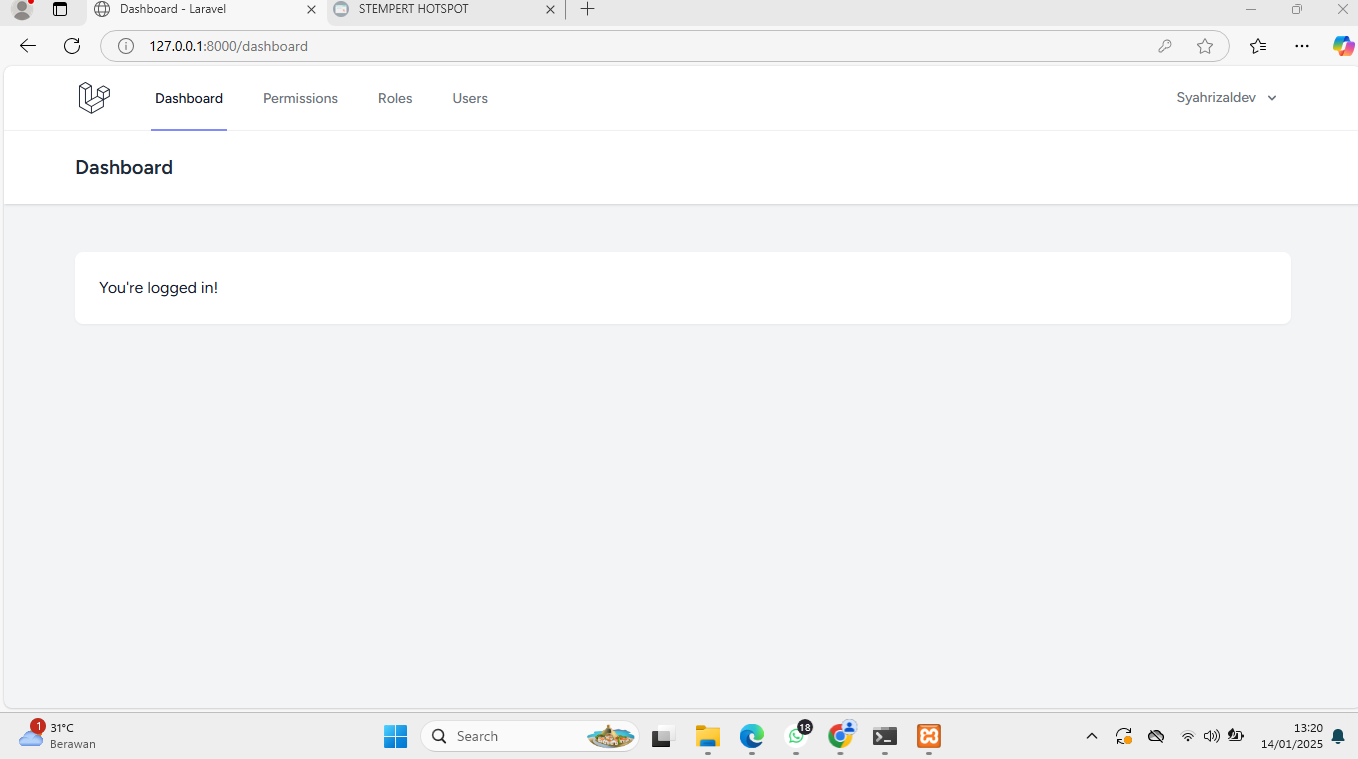 Dashboard - Laravel
STEMPERT HOTSPOT
127.0.0.1:8000/dashboard
Dashboard
Permissions
Roles
Users
Syahrizaldev
Dashboard
You're logged in!
1
31°C
Berawan
Search
18
13:20
14/01/2025